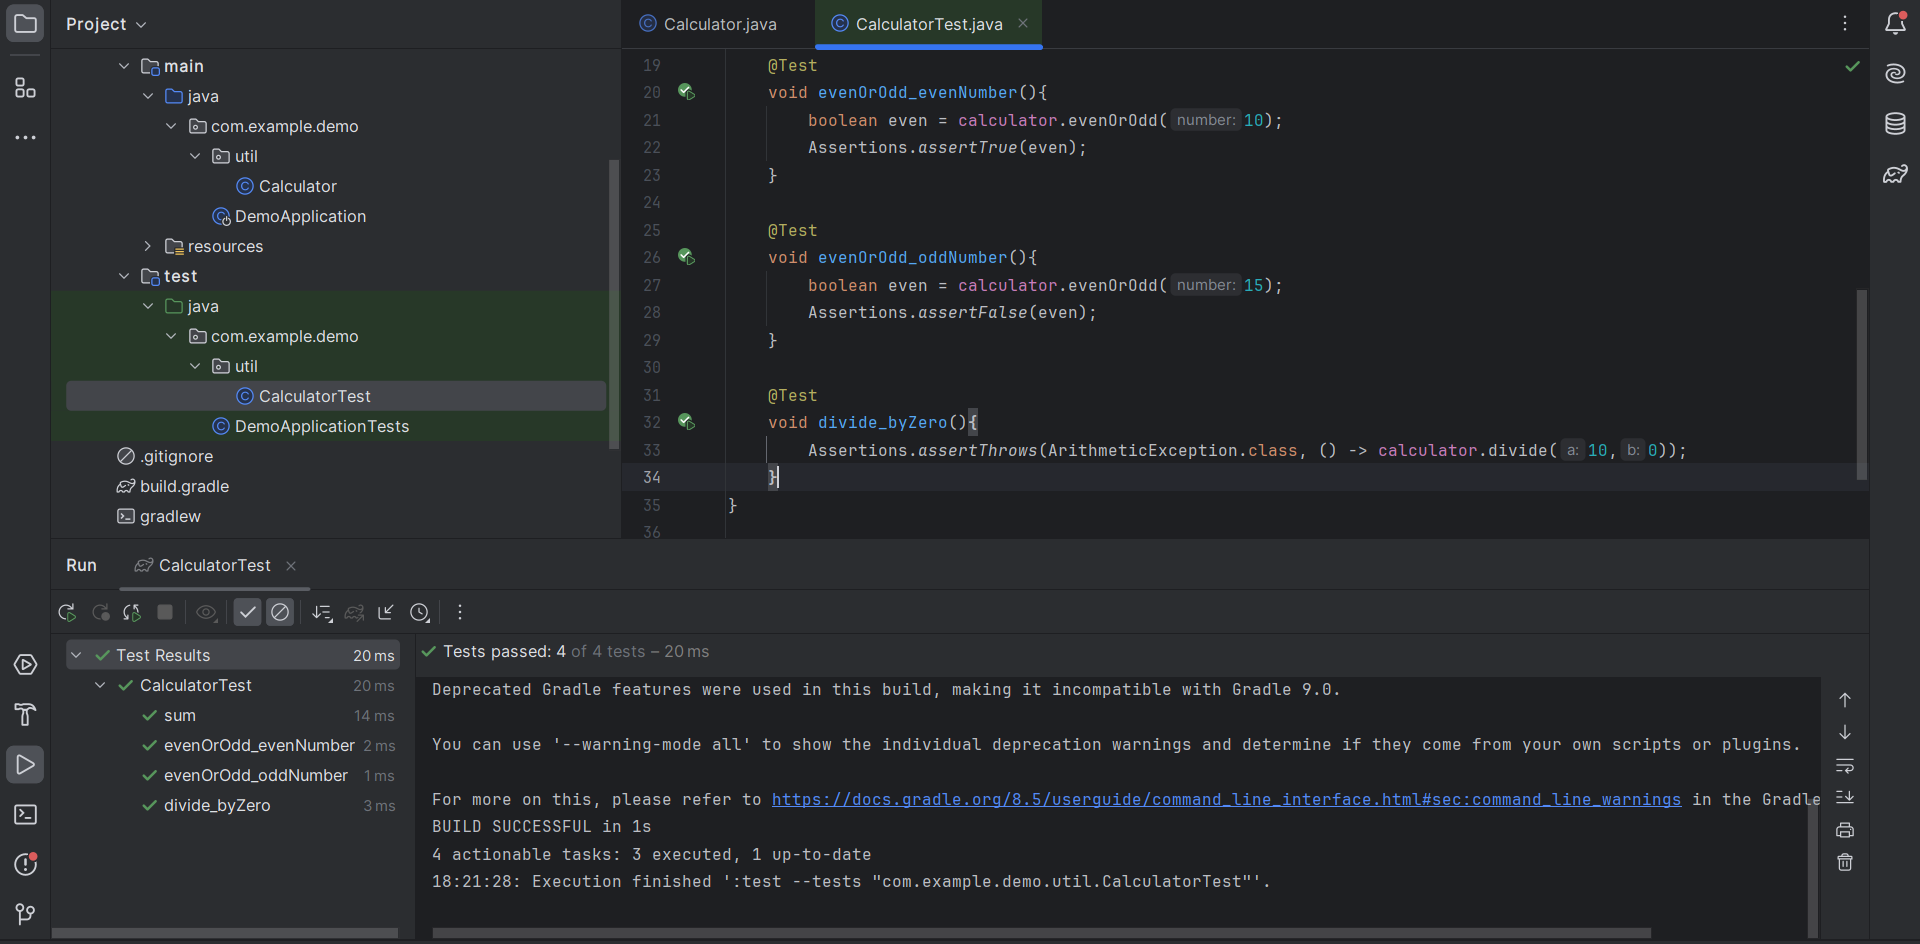 Project
main
java
com.example.demo
util
Calculator
DemoApplication
resources
test
java
com.example.demo
util
CalculatorTest
DemoApplicationTests
.gitignore
build.gradle
gradlew
Calculator.java
CalculatorTest.java
19 @Test
20 void evenOrOdd_evenNumber(){
21 boolean even = calculator.evenOrOdd( number: 10);
22 Assertions.assertTrue(even);
23 }
24
25 @Test
26 void evenOrOdd_oddNumber(){
27 boolean even = calculator.evenOrOdd( number: 15);
28 Assertions.assertFalse(even);
29 }
30
31 @Test
32 void divide_byZero(){
33 Assertions.assertThrows(ArithmeticException.class, () -> calculator.divide( a: 10, b: 0));
34 }
35 }
36
Run CalculatorTest
Test Results 20 ms
CalculatorTest 20 ms
sum 14 ms
evenOrOdd_evenNumber 2 ms
evenOrOdd_oddNumber 1 ms
divide_byZero 3 ms
Tests passed: 4 of 4 tests – 20 ms
Deprecated Gradle features were used in this build, making it incompatible with Gradle 9.0.
You can use '--warning-mode all' to show the individual deprecation warnings and determine if they come from your own scripts or plugins.
For more on this, please refer to https://docs.gradle.org/8.5/userguide/command_line_interface.html#sec:command_line_warnings in the Gradle
BUILD SUCCESSFUL in 1s
4 actionable tasks: 3 executed, 1 up-to-date
18:21:28: Execution finished ':test --tests "com.example.demo.util.CalculatorTest"'.